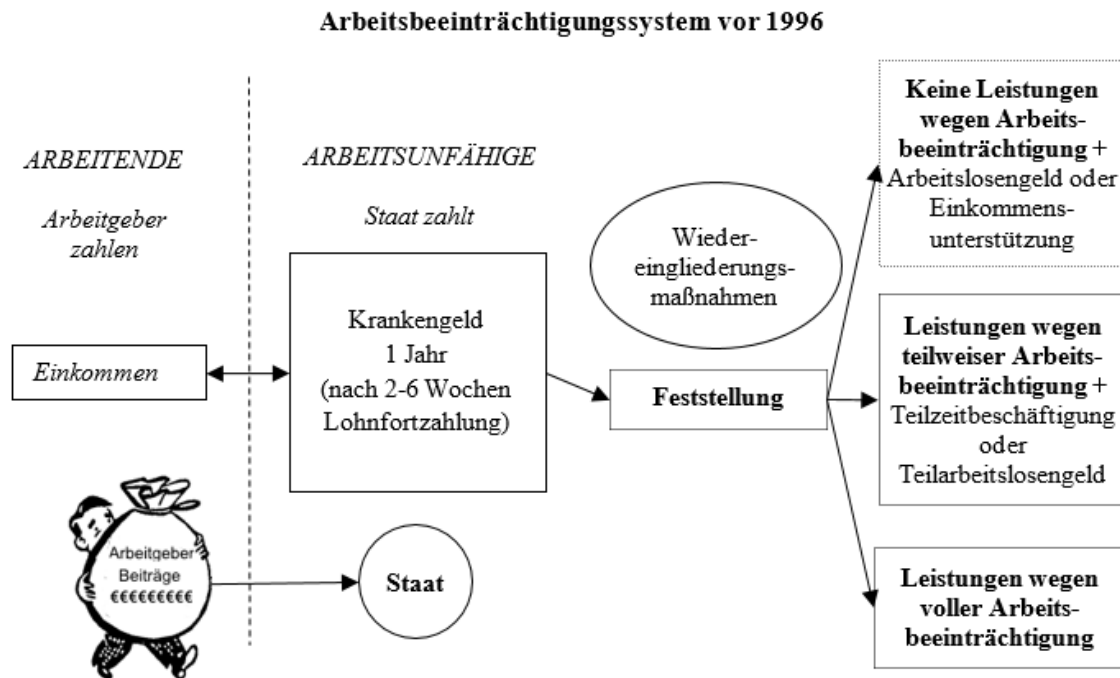 Arbeitsbeeinträchtigungssystem vor 1996
ARBEITENDE
Arbeitgeber
zahlen
Einkommen
Arbeitgeber
Beiträge
€€€€€€€€€
ARBEITSUNFÄHIGE
Staat zahlt
Krankengeld
1 Jahr
(nach 2-6 Wochen
Lohnfortzahlung)
Staat
Wieder-
eingliederungs-
maßnahmen
Feststellung
Keine Leistungen
wegen Arbeits-
beeinträchtigung +
Arbeitslosengeld oder
Einkommens-
unterstützung
Leistungen wegen
teilweiser Arbeits-
beeinträchtigung +
Teilzeitbeschäftigung
oder
Teilarbeitslosengeld
Leistungen wegen
voller Arbeits-
beeinträchtigung